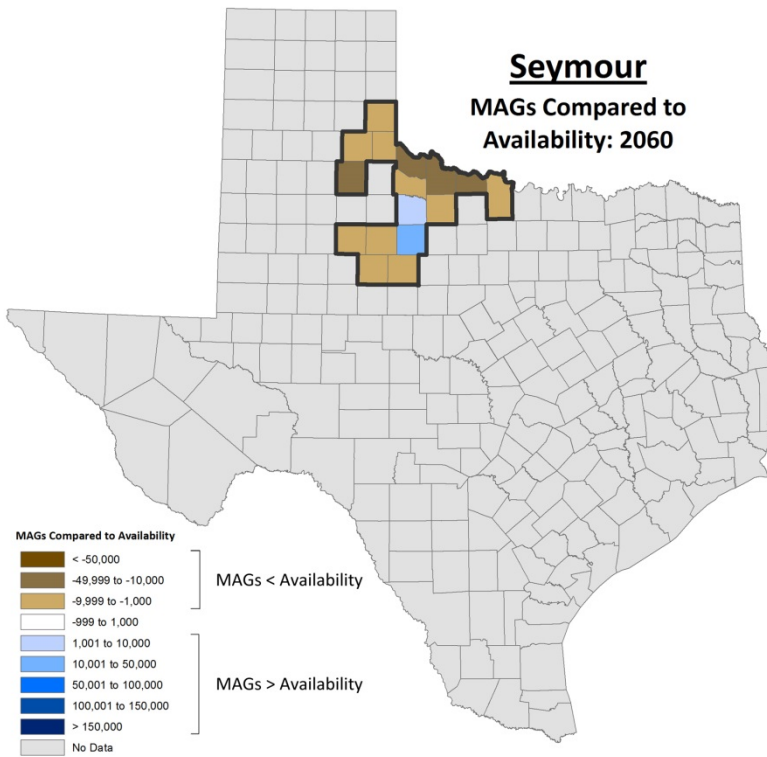 Seymour
MAGs Compared to
Availability: 2060
MAGs Compared to Availability
< -50,000
-49,999 to -10,000
-9,999 to -1,000
-999 to 1,000
1,001 to 10,000
10,001 to 50,000
50,001 to 100,000
100,001 to 150,000
> 150,000
No Data
MAGs < Availability
MAGs > Availability